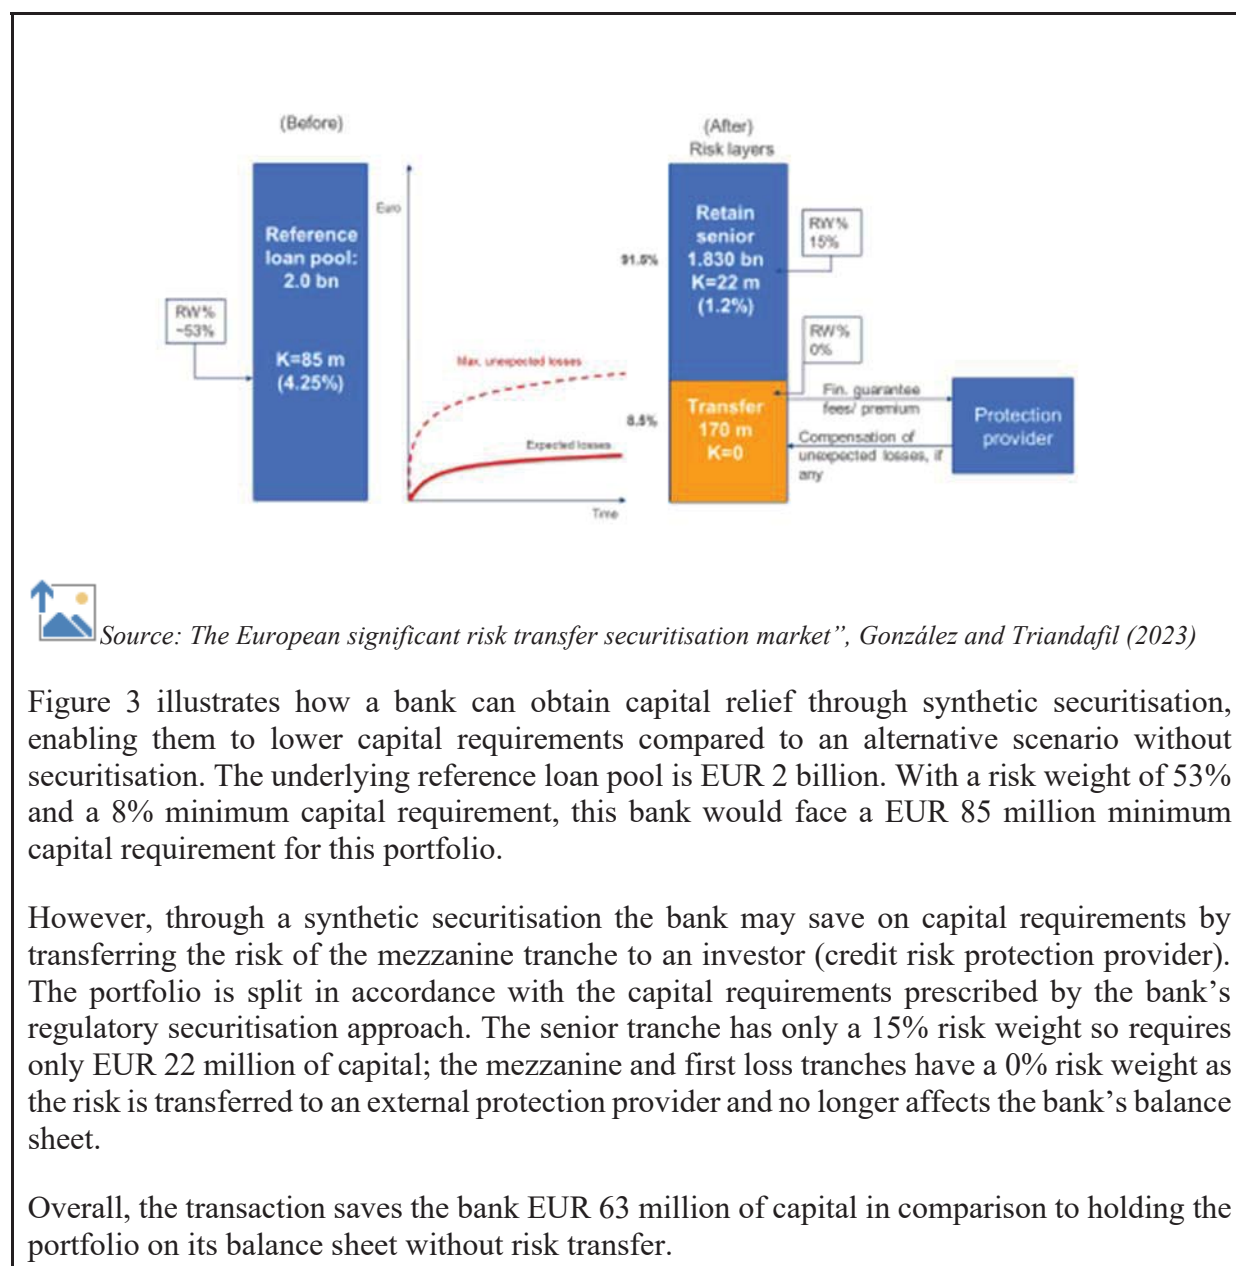 (Before)
(After)
Risk layers
Euro
Reference
loan pool:
2.0 bn
RW%
~53%
K=85 m
(4.25%)
Max. unexpected losses
Expected losses
Time
91.5%
Retain
senior
1.830 bn
K=22 m
(1.2%)
RW%
15%
RW%
0%
8.5%
Transfer
170 m
K=0
Fin. guarantee
fees/ premium
Compensation of
unexpected losses, if
any
Protection
provider
Source: The European significant risk transfer securitisation market”, González and Triandafil (2023)
Figure 3 illustrates how a bank can obtain capital relief through synthetic securitisation,
enabling them to lower capital requirements compared to an alternative scenario without
securitisation. The underlying reference loan pool is EUR 2 billion. With a risk weight of 53%
and a 8% minimum capital requirement, this bank would face a EUR 85 million minimum
capital requirement for this portfolio.
However, through a synthetic securitisation the bank may save on capital requirements by
transferring the risk of the mezzanine tranche to an investor (credit risk protection provider).
The portfolio is split in accordance with the capital requirements prescribed by the bank’s
regulatory securitisation approach. The senior tranche has only a 15% risk weight so requires
only EUR 22 million of capital; the mezzanine and first loss tranches have a 0% risk weight as
the risk is transferred to an external protection provider and no longer affects the bank’s balance
sheet.
Overall, the transaction saves the bank EUR 63 million of capital in comparison to holding the
portfolio on its balance sheet without risk transfer.